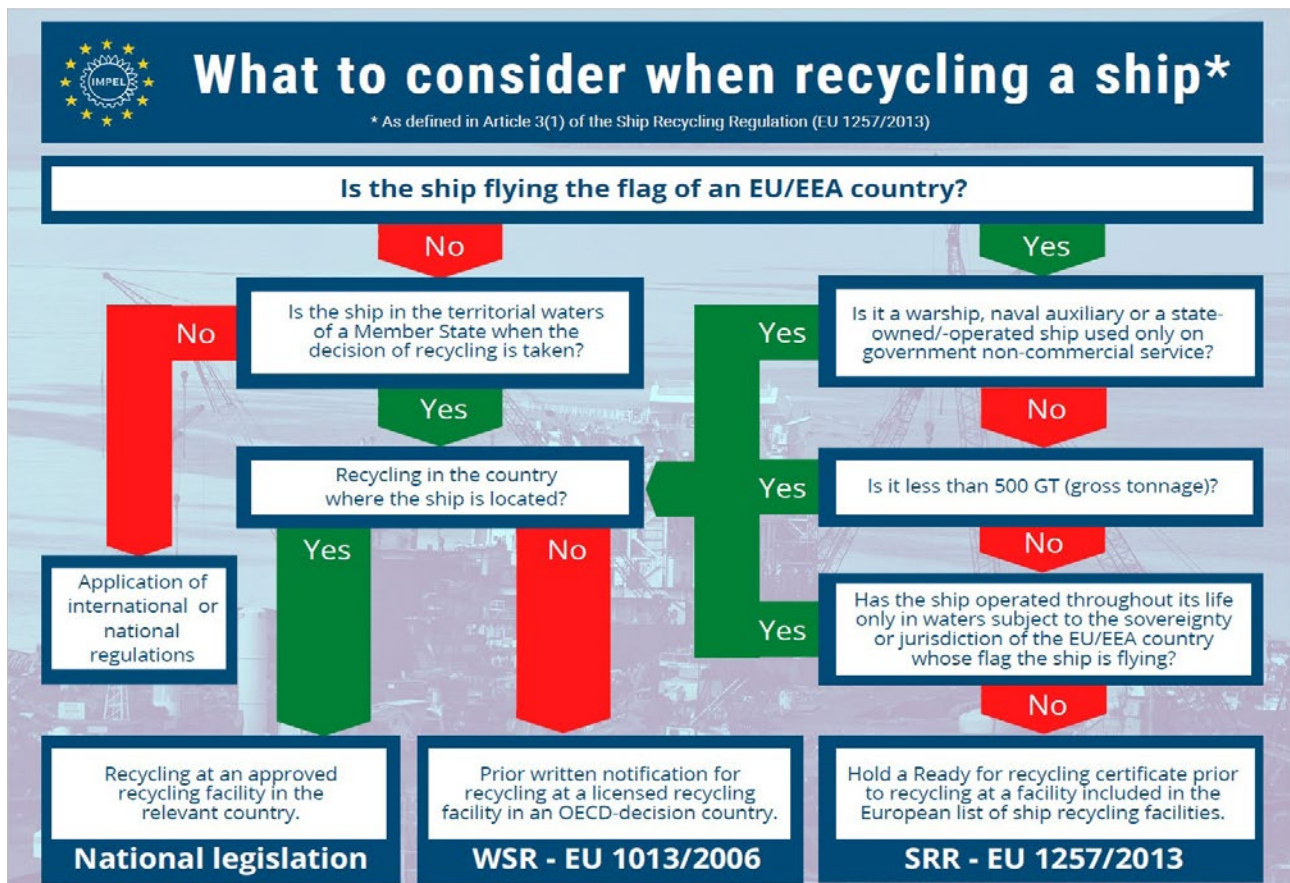 IMPEL
What to consider when recycling a ship*
* As defined in Article 3(1) of the Ship Recycling Regulation (EU 1257/2013)
Is the ship flying the flag of an EU/EEA country?
No
Yes
Is the ship in the territorial waters
of a Member State when the
decision of recycling is taken?
No
Yes
Is it a warship, naval auxiliary or a state-
owned/-operated ship used only on
government non-commercial service?
Yes
No
Recycling in the country
where the ship is located?
Yes
Is it less than 500 GT (gross tonnage)?
Yes
No
No
Application of
international or
national
regulations
Yes
Has the ship operated throughout its life
only in waters subject to the sovereignty
or jurisdiction of the EU/EEA country
whose flag the ship is flying?
No
Recycling at an approved
recycling facility in the
relevant country.
National legislation
Prior written notification for
recycling at a licensed recycling
facility in an OECD-decision country.
WSR - EU 1013/2006
Hold a Ready for recycling certificate prior
to recycling at a facility included in the
European list of ship recycling facilities.
SRR - EU 1257/2013